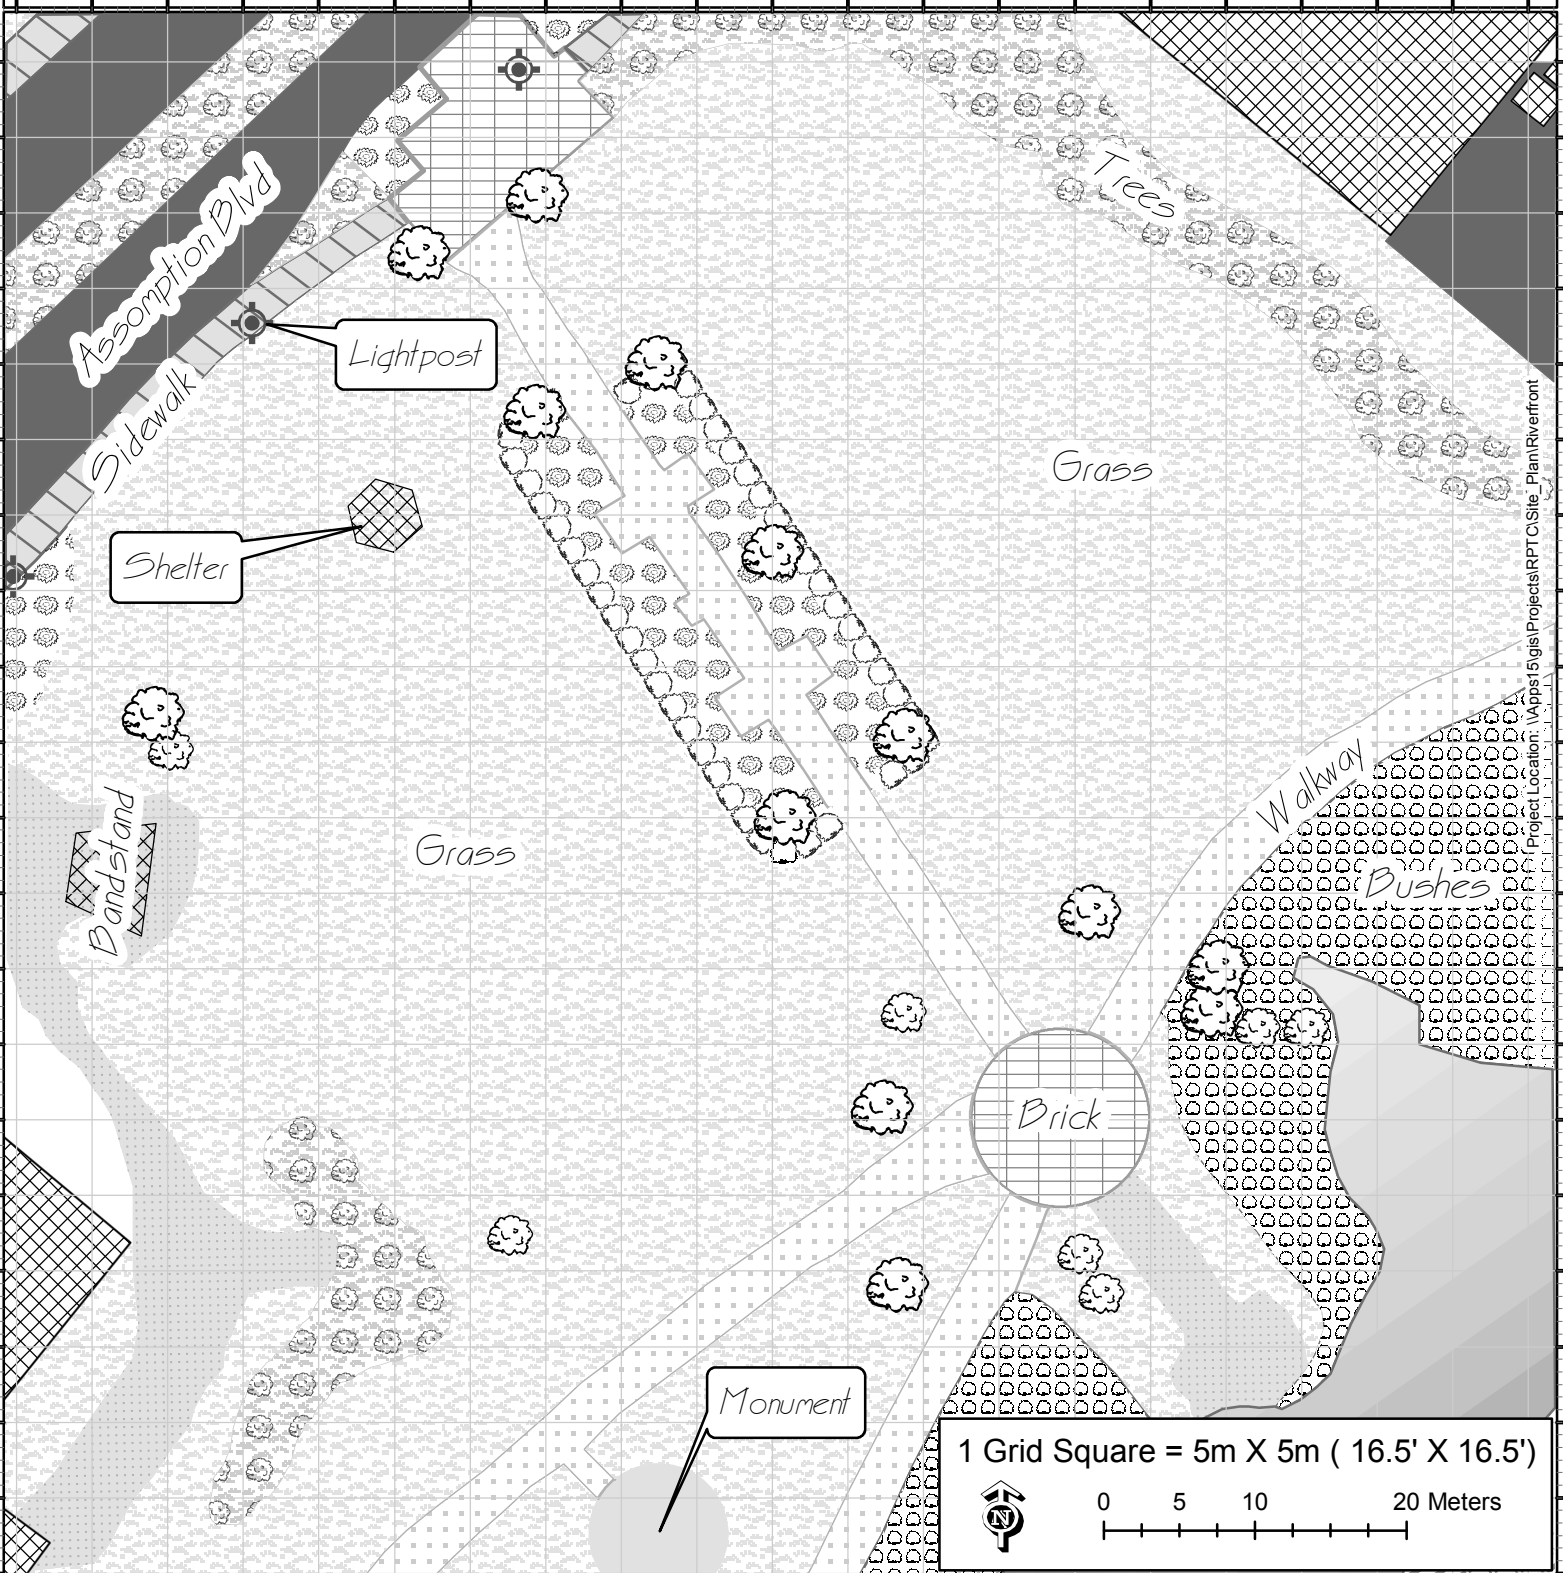 Trees
Assomption Blvd
Lightpost
Sidewalk
Grass
Shelter
Project Location: \\Apps15\gis\Projects\RPTC\Site_Plan\Riverfront
Walkway
Bandstand
Grass
Bushes
Brick
Monument
1 Grid Square = 5m X 5m ( 16.5' X 16.5')
N
0 5 10 20 Meters